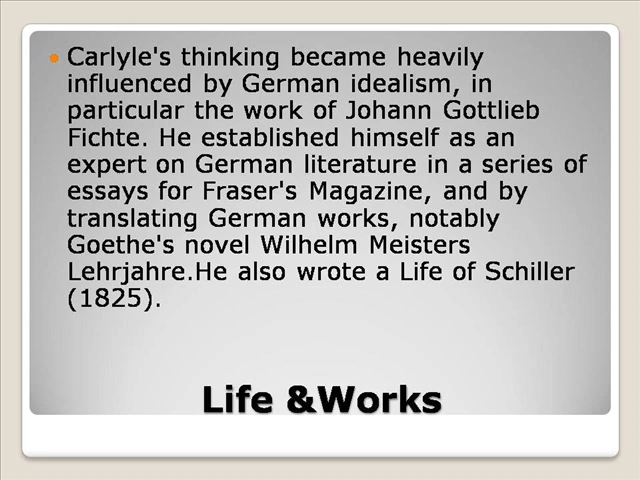 Carlyle's thinking became heavily
influenced by German idealism, in
particular the work of Johann Gottlieb
Fichte. He established himself as an
expert on German literature in a series of
essays for Fraser's Magazine, and by
translating German works, notably
Goethe's novel Wilhelm Meisters
Lehrjahre.He also wrote a Life of Schiller
(1825).
Life &Works